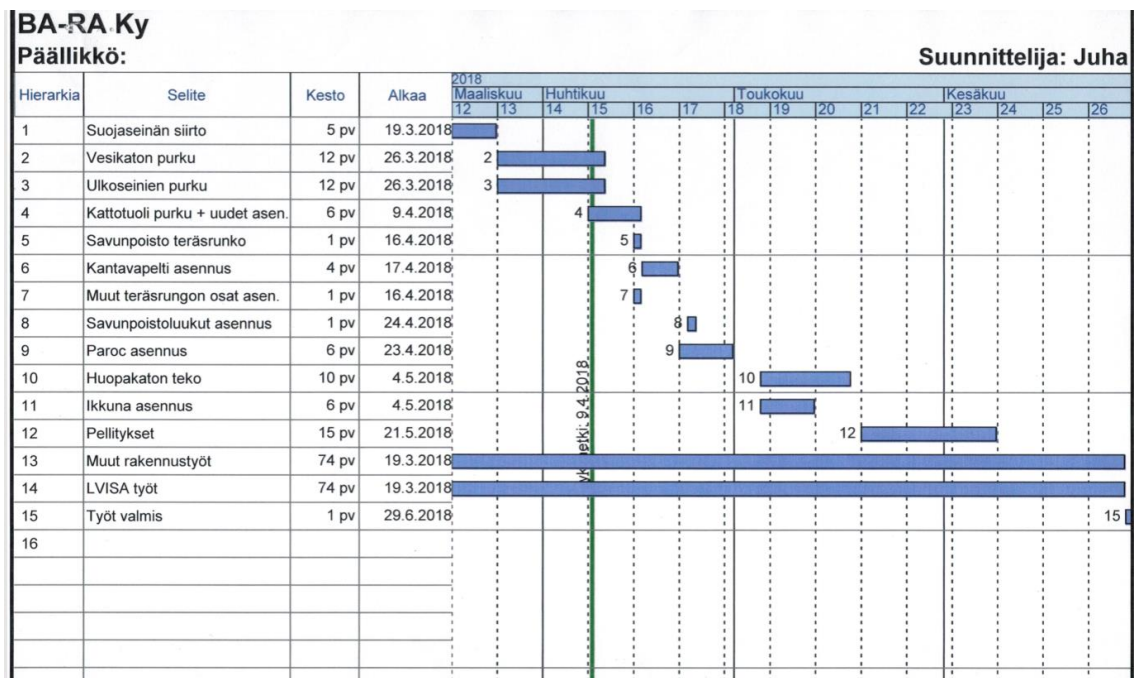 BA-RA Ky
Päällikkö: Suunnittelija: Juha
Hierarkia Selite Kesto Alkaa
2018
Maaliskuu Huhtikuu Toukokuu Kesäkuu
12 13 14 15 16 17 18 19 20 21 22 23 24 25 26
1 Suojaseinän siirto 5 pv 19.3.2018
2 Vesikaton purku 12 pv 26.3.2018 2
3 Ulkoseinien purku 12 pv 26.3.2018 3
4 Kattotuoli purku + uudet asen. 6 pv 9.4.2018 4
5 Savunpoisto teräsrunko 1 pv 16.4.2018 5
6 Kantavapelti asennus 4 pv 17.4.2018 6
7 Muut teräsrungon osat asen. 1 pv 16.4.2018 7
8 Savunpoistoluukut asennus 1 pv 24.4.2018 8
9 Paroc asennus 6 pv 23.4.2018 9
10 Huopakaton teko 10 pv 4.5.2018 10
11 Ikkuna asennus 6 pv 4.5.2018 11
12 Pellitykset 15 pv 21.5.2018 12
13 Muut rakennustyöt 74 pv 19.3.2018
14 LVISA työt 74 pv 19.3.2018
15 Työt valmis 1 pv 29.6.2018 15
16
9.4.2018